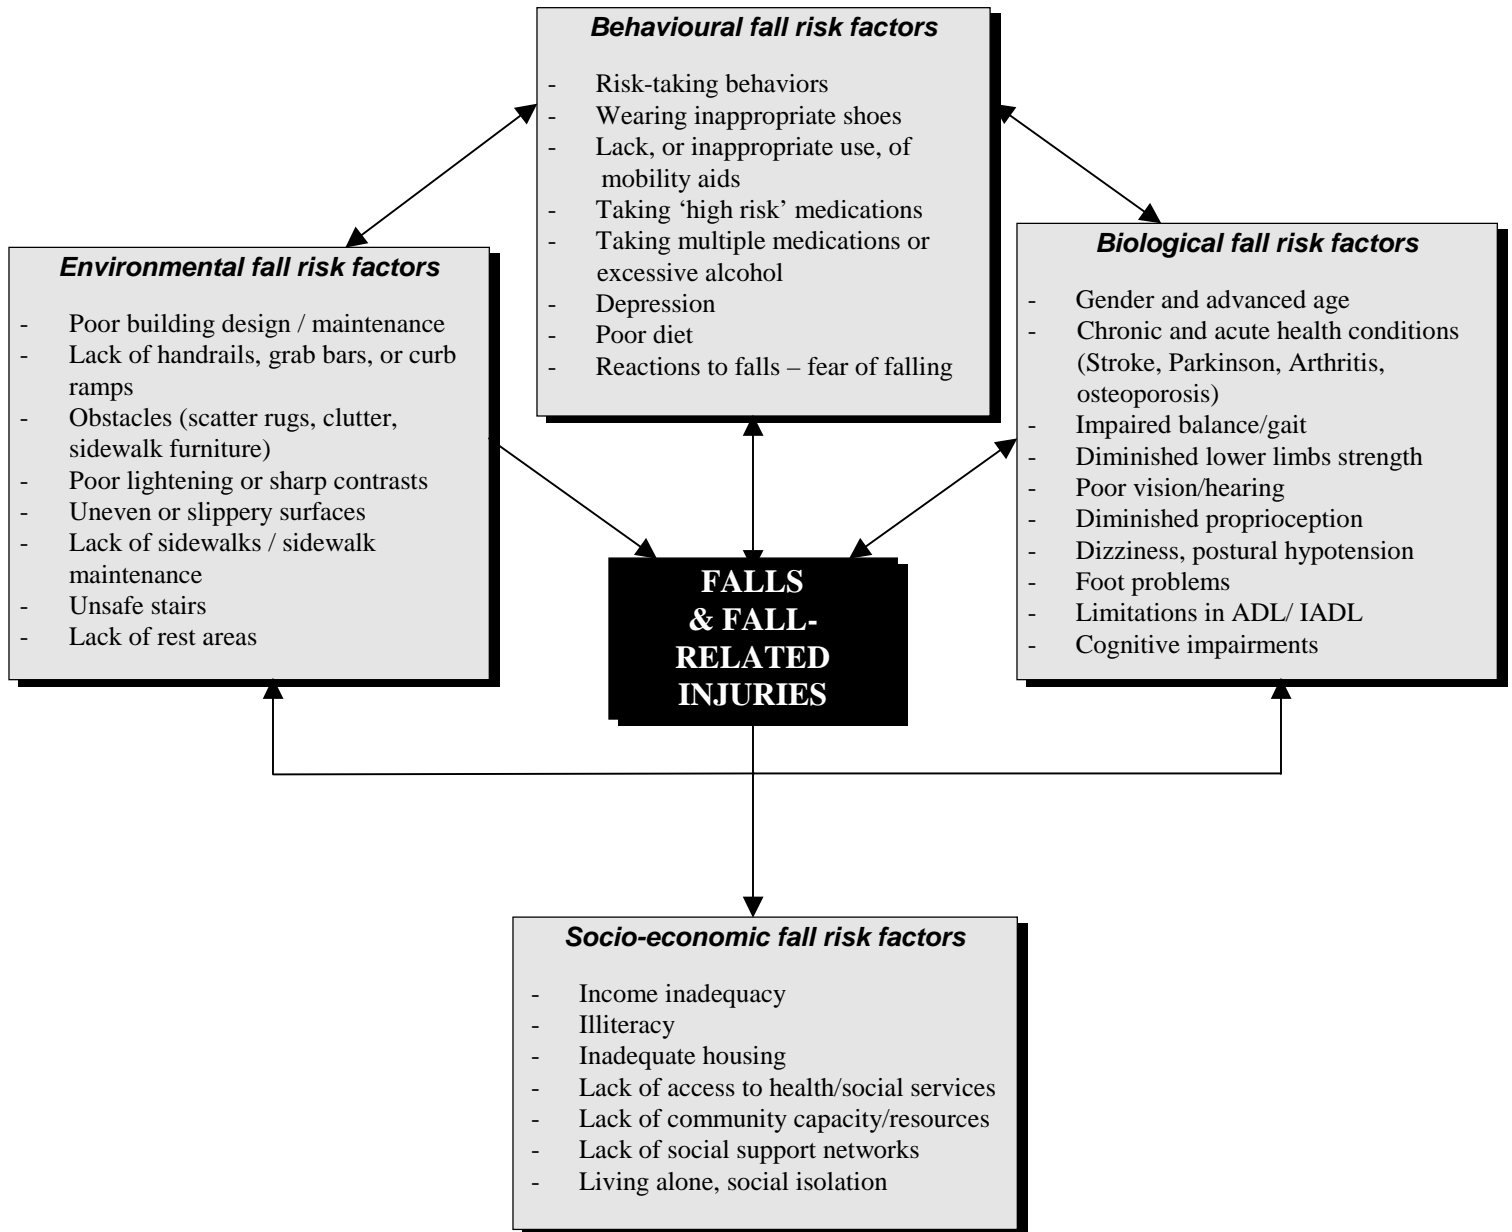 Behavioural fall risk factors
- Risk-taking behaviors
- Wearing inappropriate shoes
- Lack, or inappropriate use, of
mobility aids
- Taking ‘high risk’ medications
- Taking multiple medications or
excessive alcohol
- Depression
- Poor diet
- Reactions to falls – fear of falling
Environmental fall risk factors
- Poor building design / maintenance
- Lack of handrails, grab bars, or curb
ramps
- Obstacles (scatter rugs, clutter,
sidewalk furniture)
- Poor lightening or sharp contrasts
- Uneven or slippery surfaces
- Lack of sidewalks / sidewalk
maintenance
- Unsafe stairs
- Lack of rest areas
Biological fall risk factors
- Gender and advanced age
- Chronic and acute health conditions
(Stroke, Parkinson, Arthritis,
osteoporosis)
- Impaired balance/gait
- Diminished lower limbs strength
- Poor vision/hearing
- Diminished proprioception
- Dizziness, postural hypotension
- Foot problems
- Limitations in ADL/ IADL
- Cognitive impairments
FALLS
& FALL-
RELATED
INJURIES
Socio-economic fall risk factors
- Income inadequacy
- Illiteracy
- Inadequate housing
- Lack of access to health/social services
- Lack of community capacity/resources
- Lack of social support networks
- Living alone, social isolation